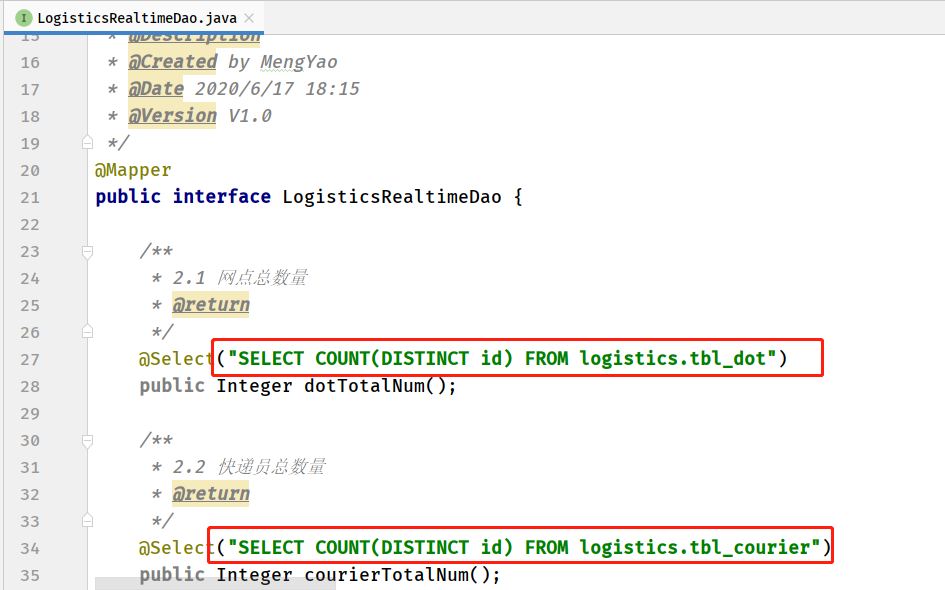 I LogisticsRealtimeDao.java ×
15 * @Description
16 * @Created by MengYao
17 * @Date 2020/6/17 18:15
18 * @Version V1.0
19 */
20 @Mapper
21 public interface LogisticsRealtimeDao {
22
23 /**
24 * 2.1 网点总数量
25 * @return
26 */
27 @Select("SELECT COUNT(DISTINCT id) FROM logistics.tbl_dot")
28 public Integer dotTotalNum();
29
30 /**
31 * 2.2 快递员总数量
32 * @return
33 */
34 @Select("SELECT COUNT(DISTINCT id) FROM logistics.tbl_courier")
35 public Integer courierTotalNum();